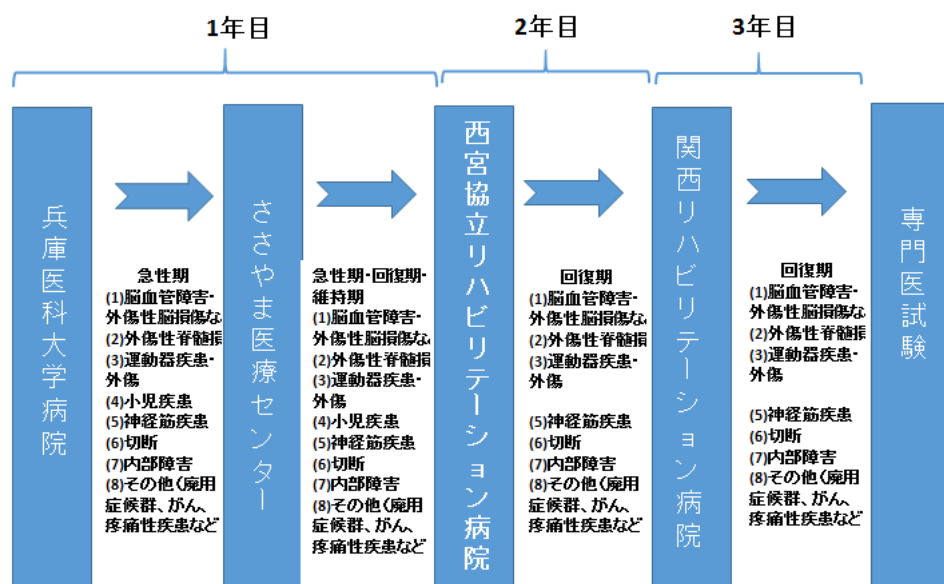 1年目
2年目
3年目
兵庫医科大学病院
急性期
(1)脳血管障害・
外傷性脳損傷な
(2)外傷性脊髄損
(3)運動器疾患・
外傷
(4)小児疾患
(5)神経筋疾患
(6)切断
(7)内部障害
(8)その他(廃用
症候群、がん、
疼痛性疾患など
ささやま医療センター
急性期・回復期・
維持期
(1)脳血管障害・
外傷性脳損傷な
(2)外傷性脊髄損
(3)運動器疾患・
外傷
(4)小児疾患
(5)神経筋疾患
(6)切断
(7)内部障害
(8)その他(廃用
症候群、がん、
疼痛性疾患など
西宮協立リハビリテーション病院
回復期
(1)脳血管障害・
外傷性脳損傷な
(2)外傷性脊髄損
(3)運動器疾患・
外傷
(5)神経筋疾患
(6)切断
(7)内部障害
(8)その他(廃用
症候群、がん、
疼痛性疾患など
関西リハビリテーション病院
回復期
(1)脳血管障害・
外傷性脳損傷な
(2)外傷性脊髄損
(3)運動器疾患・
外傷
(5)神経筋疾患
(6)切断
(7)内部障害
(8)その他(廃用
症候群、がん、
疼痛性疾患など
専門医試験